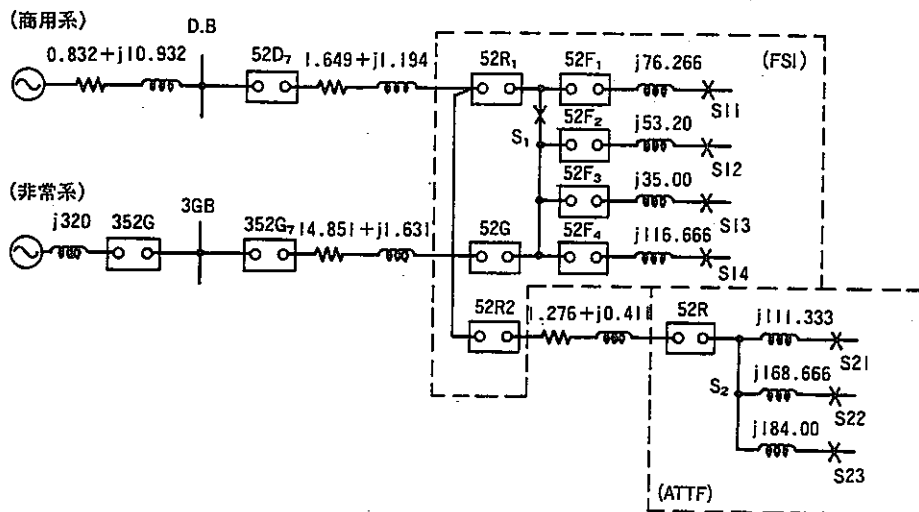 (商用系)
D.B
0.832+j10.932
52D₇
1.649+j1.194
52R₁
52F₁
j76.266
(FSI)
S11
S₁
52F₂
j53.20
S12
52F₃
j35.00
S13
(非常系)
j320
352G
3GB
352G₇
14.851+j1.631
52G
52F₄
j116.666
S14
52R2
1.276+j0.411
52R
j111.333
S21
S₂
j168.666
S22
j184.00
S23
(ATTF)